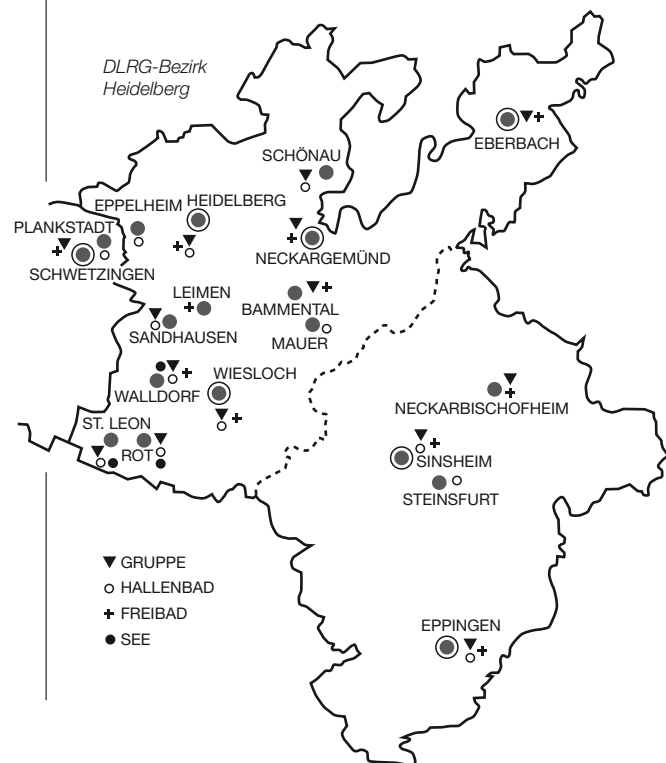 DLRG-Bezirk
Heidelberg
EBERBACH
SCHÖNAU
EPPELHEIM
HEIDELBERG
PLANKSTADT
SCHWETZINGEN
NECKARGEMÜND
LEIMEN
BAMMENTAL
SANDHAUSEN
MAUER
WIESLOCH
WALLDORF
NECKARBISCHOFHEIM
ST. LEON
ROT
SINSHEIM
STEINSFURT
GRUPPE
HALLENBAD
FREIBAD
SEE
EPPINGEN